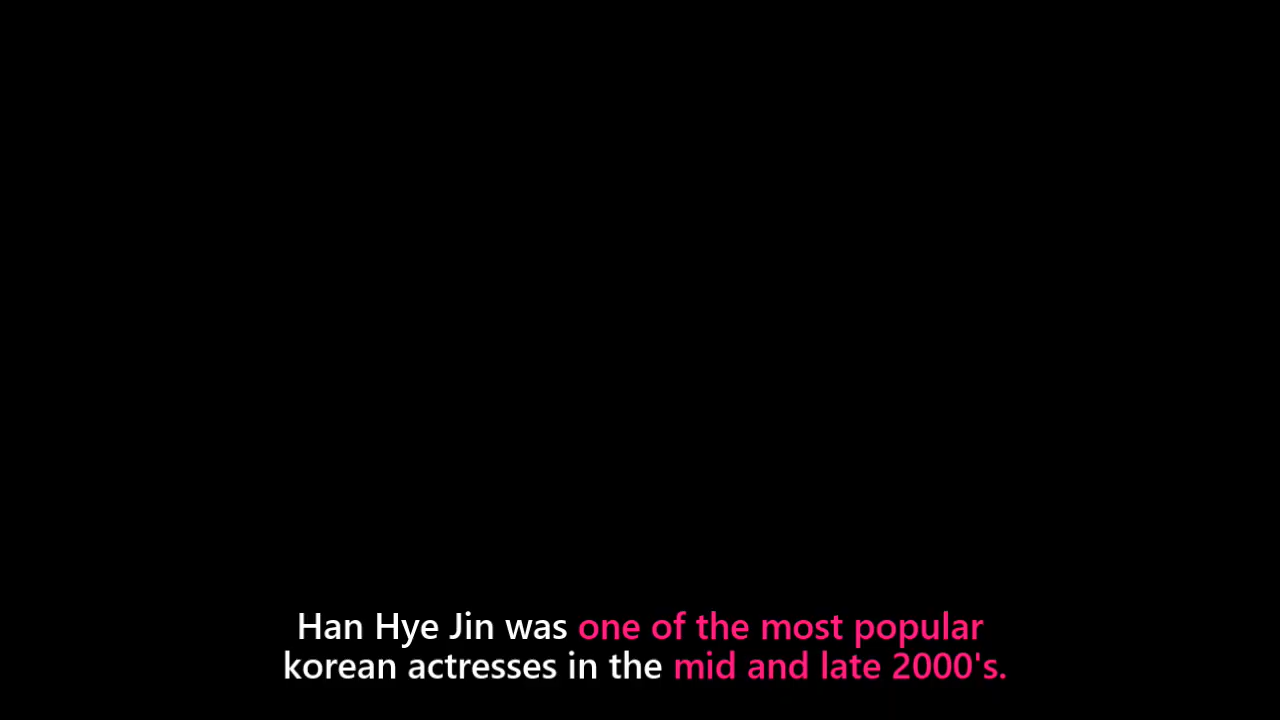 Han Hye Jin was one of the most popular
korean actresses in the mid and late 2000's.